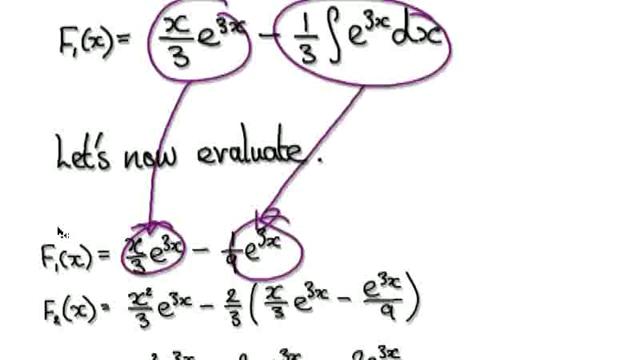 F₁(x) = x/3 e^{3x} − 1/3 ∫ e^{3x} dx
Let's now evaluate.
F₁(x) = x/3 e^{3x} − 1/9 e^{3x}
F₂(x) = x²/3 e^{3x} − 2/3 ( x/3 e^{3x} − e^{3x}/9 )